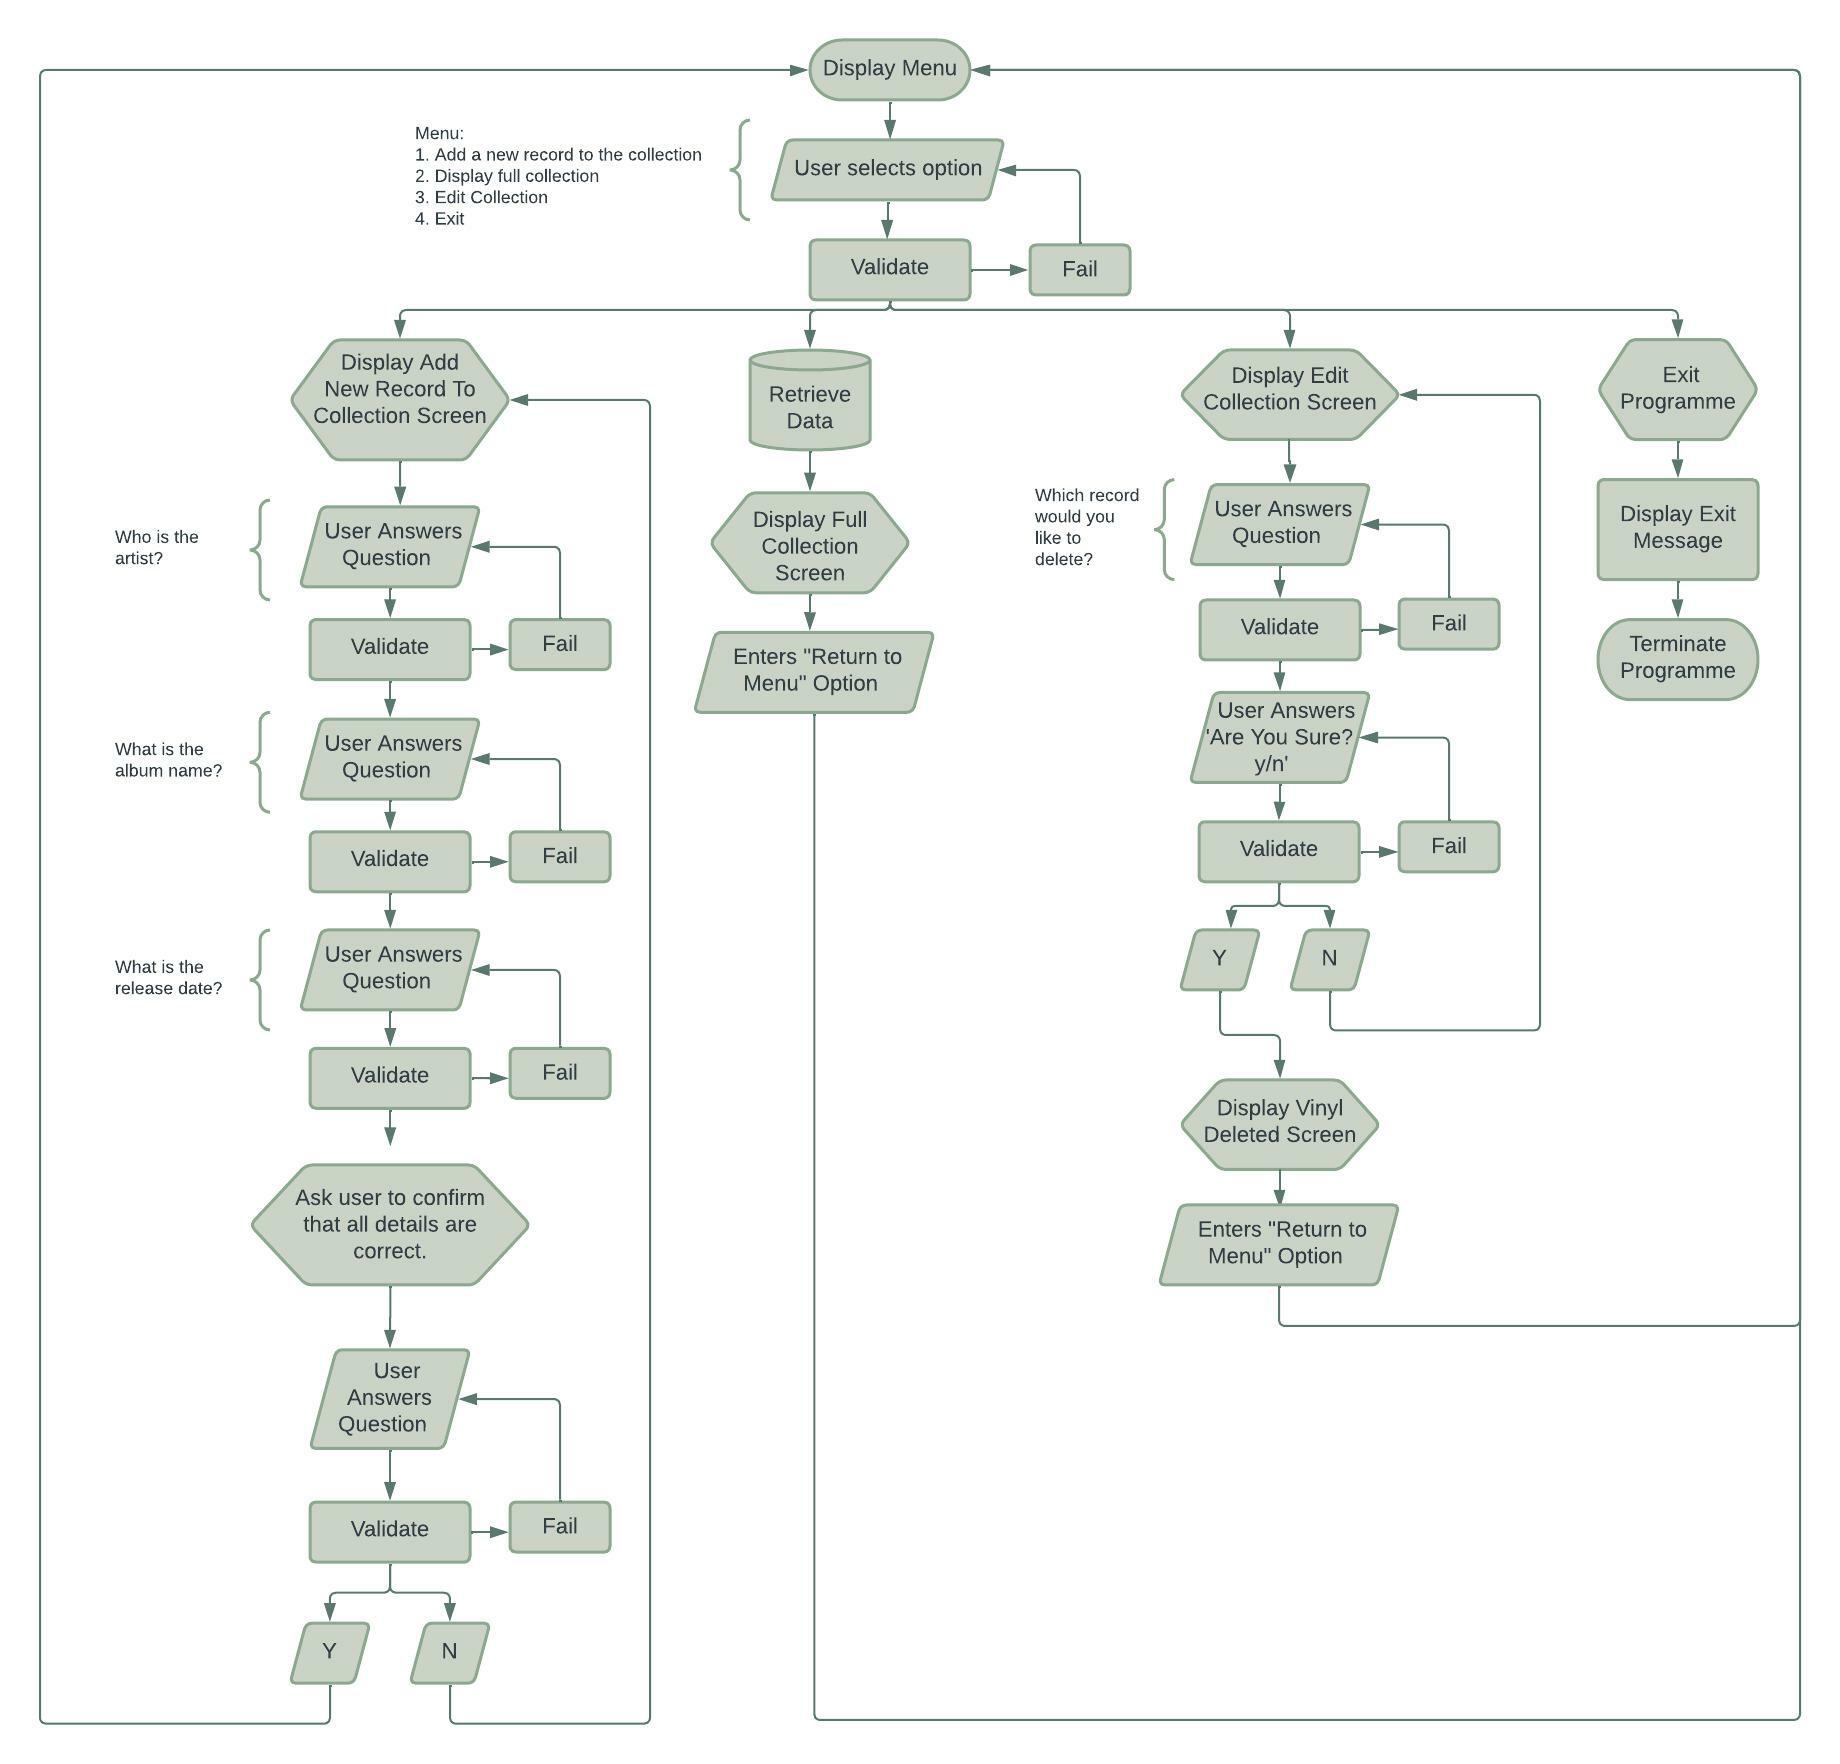 Display Menu
Menu:
1. Add a new record to the collection
2. Display full collection
3. Edit Collection
4. Exit
User selects option
Validate
Fail
Display Add
New Record To
Collection Screen
Who is the
artist?
User Answers
Question
Validate
Fail
What is the
album name?
User Answers
Question
Validate
Fail
What is the
release date?
User Answers
Question
Validate
Fail
Ask user to confirm
that all details are
correct.
User
Answers
Question
Validate
Fail
Y
N
Retrieve
Data
Display Full
Collection
Screen
Enters "Return to
Menu" Option
Display Edit
Collection Screen
Which record
would you
like to
delete?
User Answers
Question
Validate
Fail
User Answers
'Are You Sure?
y/n'
Validate
Fail
Y
N
Display Vinyl
Deleted Screen
Enters "Return to
Menu" Option
Exit
Programme
Display Exit
Message
Terminate
Programme